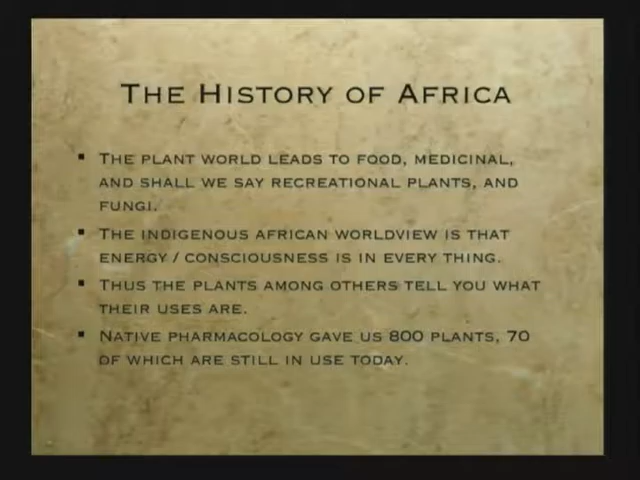 The History of Africa
▪ The plant world leads to food, medicinal,
and shall we say recreational plants, and
fungi.
▪ The indigenous African worldview is that
energy / consciousness is in every thing.
▪ Thus the plants among others tell you what
their uses are.
▪ Native pharmacology gave us 800 plants, 70
of which are still in use today.